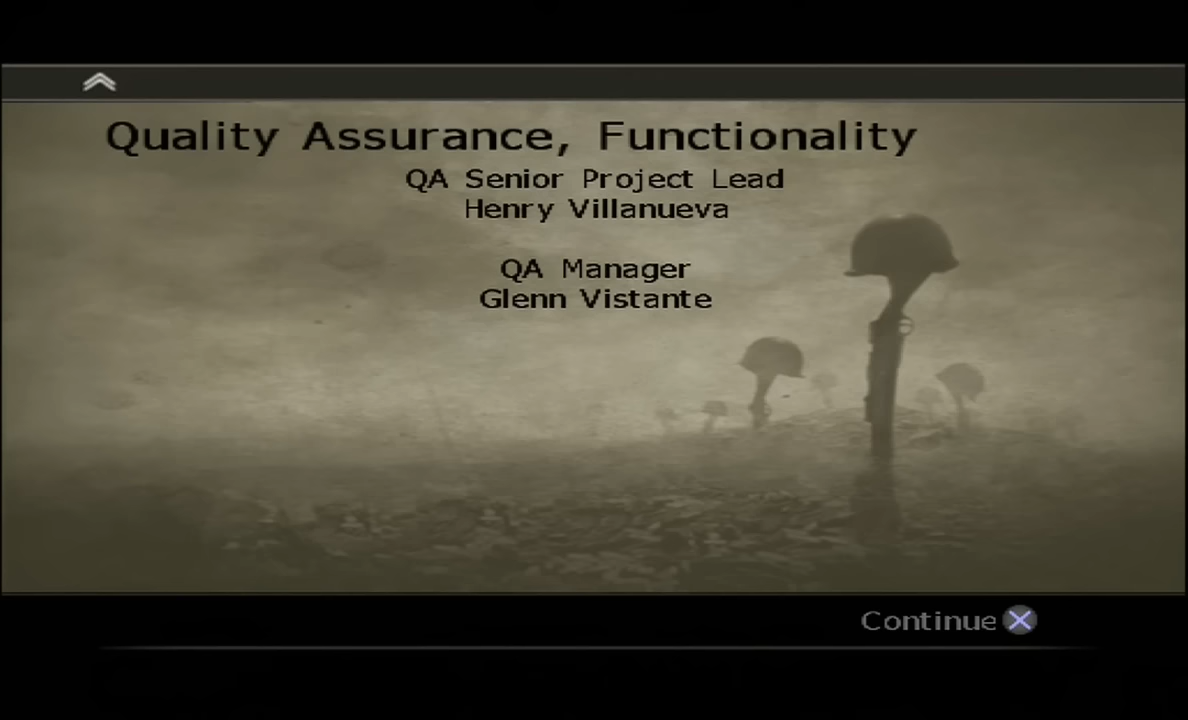 Quality Assurance, Functionality
QA Senior Project Lead
Henry Villanueva
QA Manager
Glenn Vistante
Continue